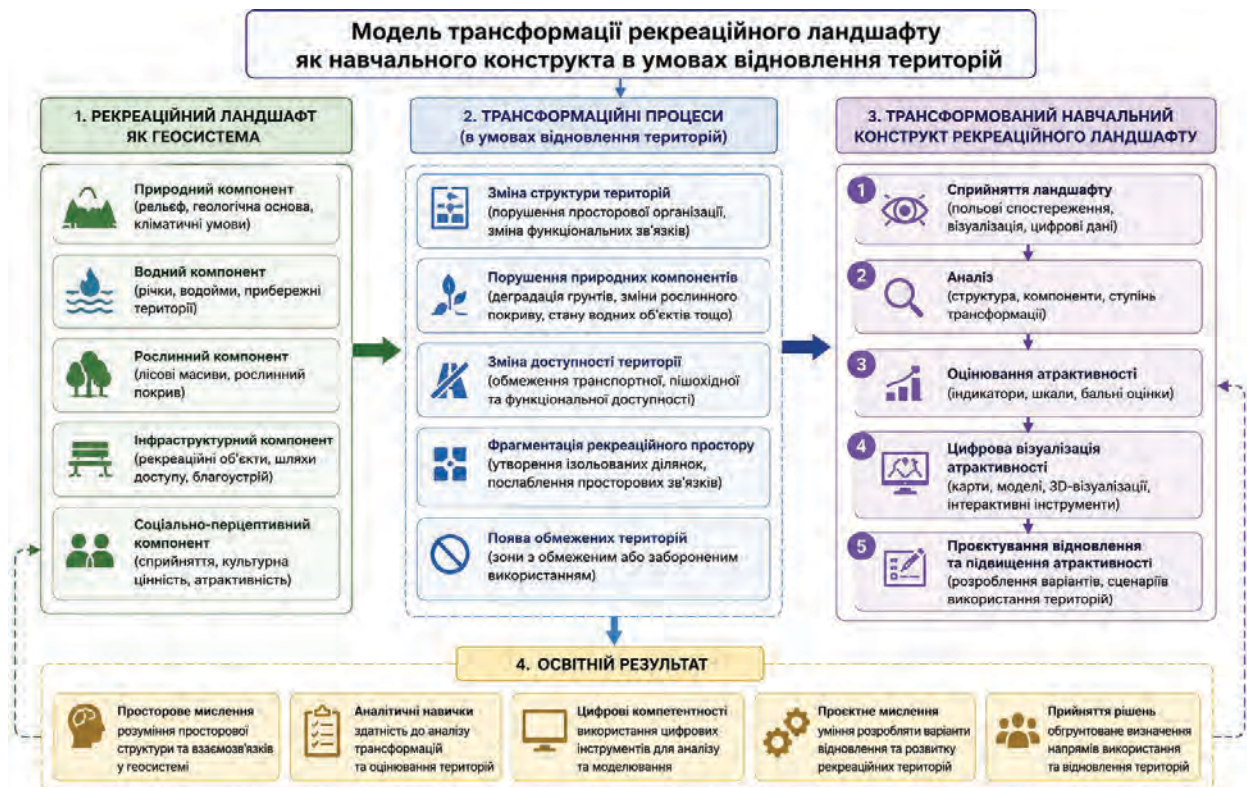 Модель трансформації рекреаційного ландшафту
як навчального конструкта в умовах відновлення територій
1. РЕКРЕАЦІЙНИЙ ЛАНДШАФТ
ЯК ГЕОСИСТЕМА
Природний компонент
(рельєф, геологічна основа,
кліматичні умови)
Водний компонент
(річки, водойми, прибережні
території)
Рослинний компонент
(лісові масиви, рослинний
покрив)
Інфраструктурний компонент
(рекреаційні об'єкти, шляхи
доступу, благоустрій)
Соціально-перцептивний
компонент
(сприйняття, культурна
цінність, атрактивність)
2. ТРАНСФОРМАЦІЙНІ ПРОЦЕСИ
(в умовах відновлення територій)
Зміна структури територій
(порушення просторової організації,
зміна функціональних зв'язків)
Порушення природних компонентів
(деградація грунтів, зміни рослинного
покриву, стану водних об'єктів тощо)
Зміна доступності території
(обмеження транспортної, пішохідної
та функціональної доступності)
Фрагментація рекреаційного простору
(утворення ізольованих ділянок,
послаблення просторових зв'язків)
Поява обмежених територій
(зони з обмеженим або забороненим
використанням)
3. ТРАНСФОРМОВАНИЙ НАВЧАЛЬНИЙ
КОНСТРУКТ РЕКРЕАЦІЙНОГО ЛАНДШАФТУ
1
Сприйняття ландшафту
(польові спостереження,
візуалізація, цифрові дані)
2
Аналіз
(структура, компоненти, ступінь
трансформації)
3
Оцінювання атрактивності
(індикатори, шкали, бальні оцінки)
4
Цифрова візуалізація
атрактивності
(карти, моделі, 3D-візуалізації,
інтерактивні інструменти)
5
Проєктування відновлення
та підвищення атрактивності
(розроблення варіантів, сценаріїв
використання територій)
4. ОСВІТНІЙ РЕЗУЛЬТАТ
Просторове мислення
розуміння просторової
структури та взаємозв'язків
у геосистемі
Аналітичні навички
здатність до аналізу
трансформацій
та оцінювання територій
Цифрові компетентності
використання цифрових
інструментів для аналізу
та моделювання
Проєктне мислення
уміння розробляти варіанти
відновлення та розвитку
рекреаційних територій
Прийняття рішень
обґрунтоване визначення
напрямів використання
та відновлення територій